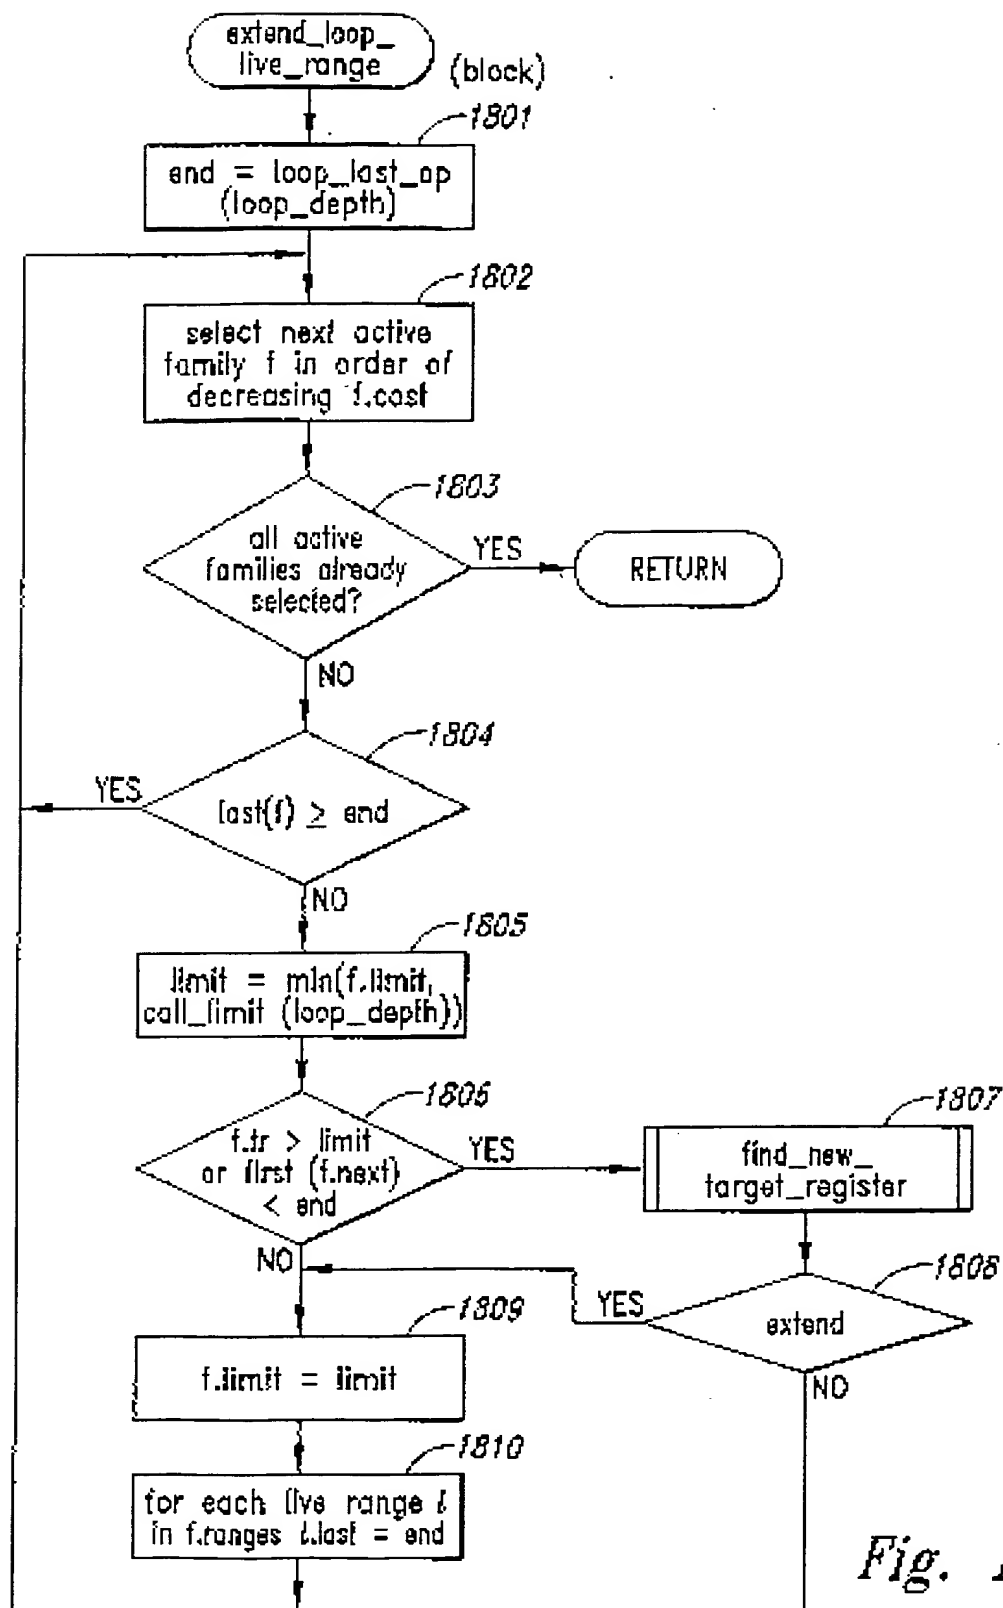 extend_loop_
live_range
(block)
1801
end = loop_last_op
(loop_depth)
1802
select next active
family f in order of
decreasing f.cost
1803
all active
families already
selected?
YES
RETURN
NO
1804
YES
last(f) ≥ end
NO
1805
limit = min(f.limit,
call_limit (loop_depth))
1806
f.tr > limit
or first (f.next)
< end
YES
1807
find_new_
target_register
NO
1808
YES
extend
NO
1809
f.limit = limit
1810
for each live range l
in f.ranges l.last = end
Fig.